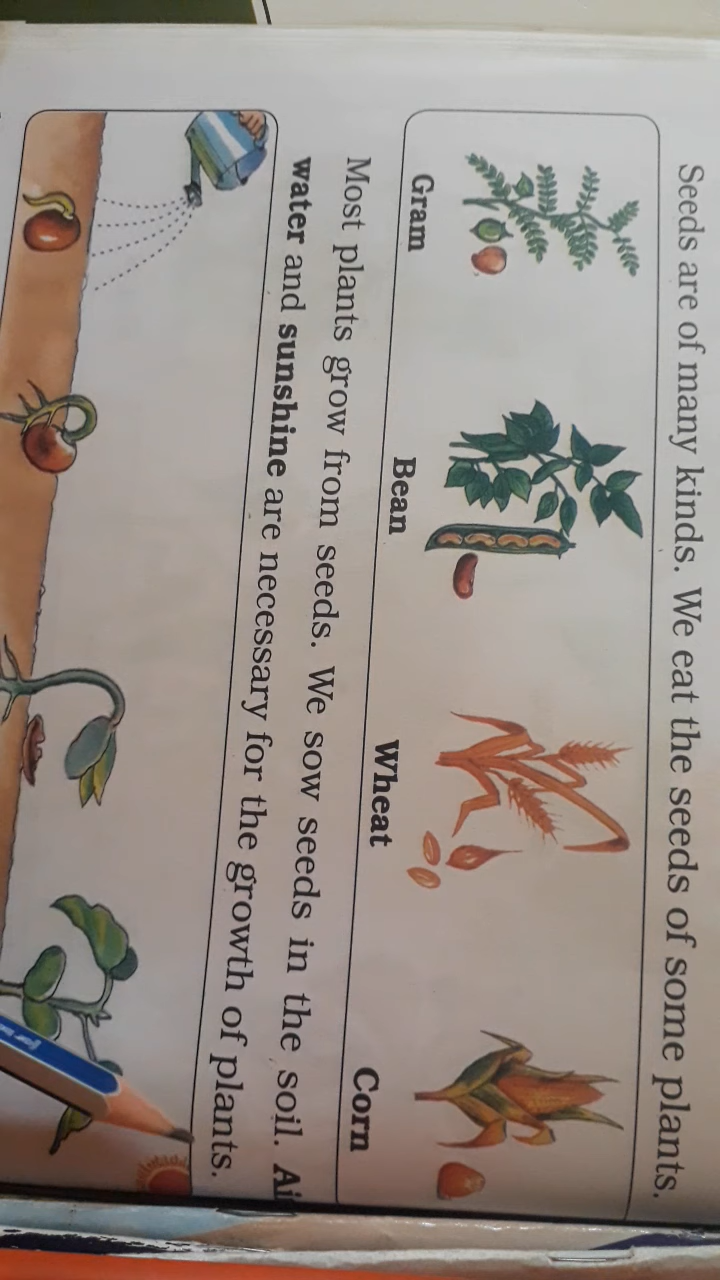 Seeds are of many kinds. We eat the seeds of some plants.
Gram Bean Wheat Corn
Most plants grow from seeds. We sow seeds in the soil. Ai
water and sunshine are necessary for the growth of plants.